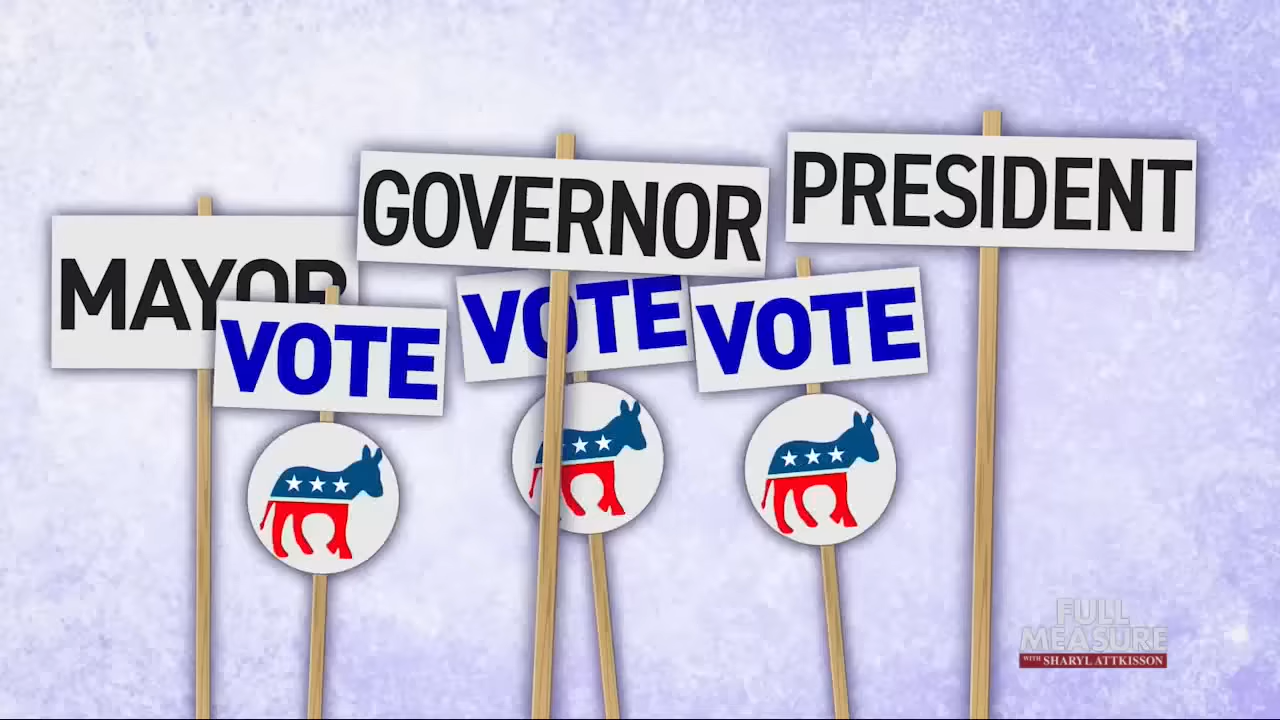 MAYOR
GOVERNOR
PRESIDENT
VOTE
VOTE
VOTE
FULL
MEASURE
WITH SHARYL ATTKISSON